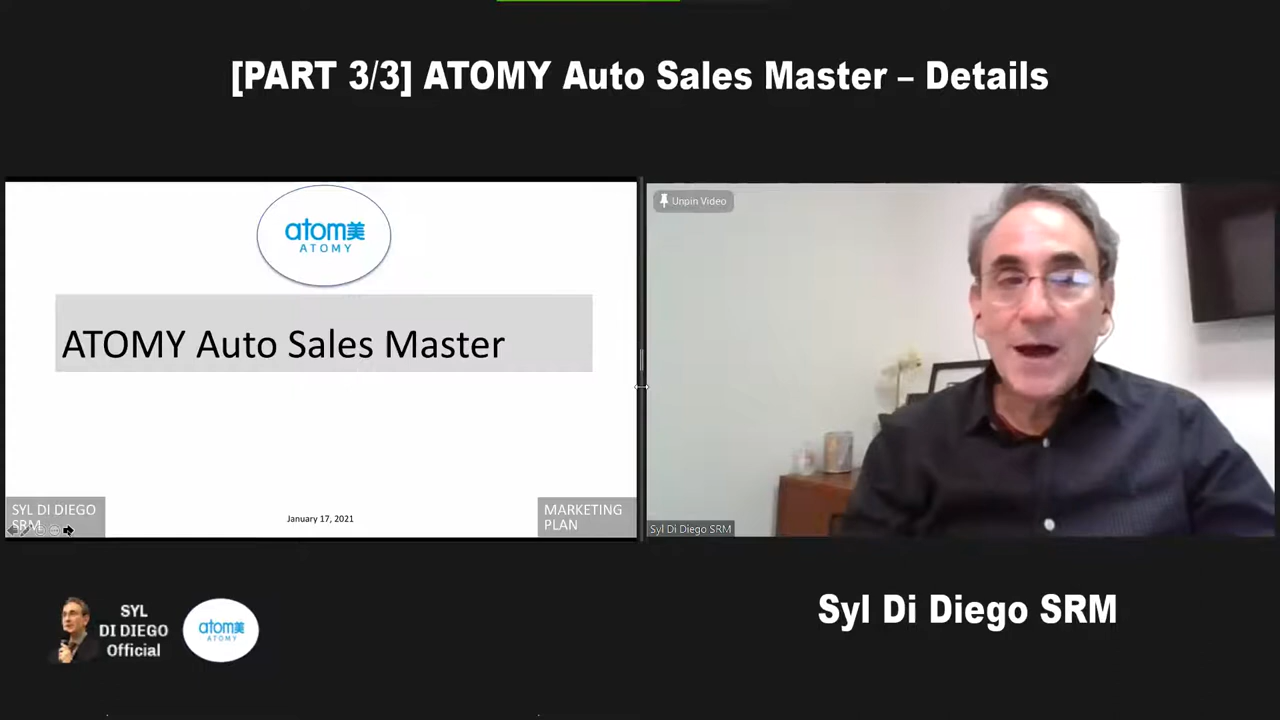 [PART 3/3] ATOMY Auto Sales Master – Details
atom美
ATOMY
ATOMY Auto Sales Master
SYL DI DIEGO
SRM
January 17, 2021
MARKETING
PLAN
Unpin Video
Syl Di Diego SRM
SYL
DI DIEGO
Official
atom美
ATOMY
Syl Di Diego SRM